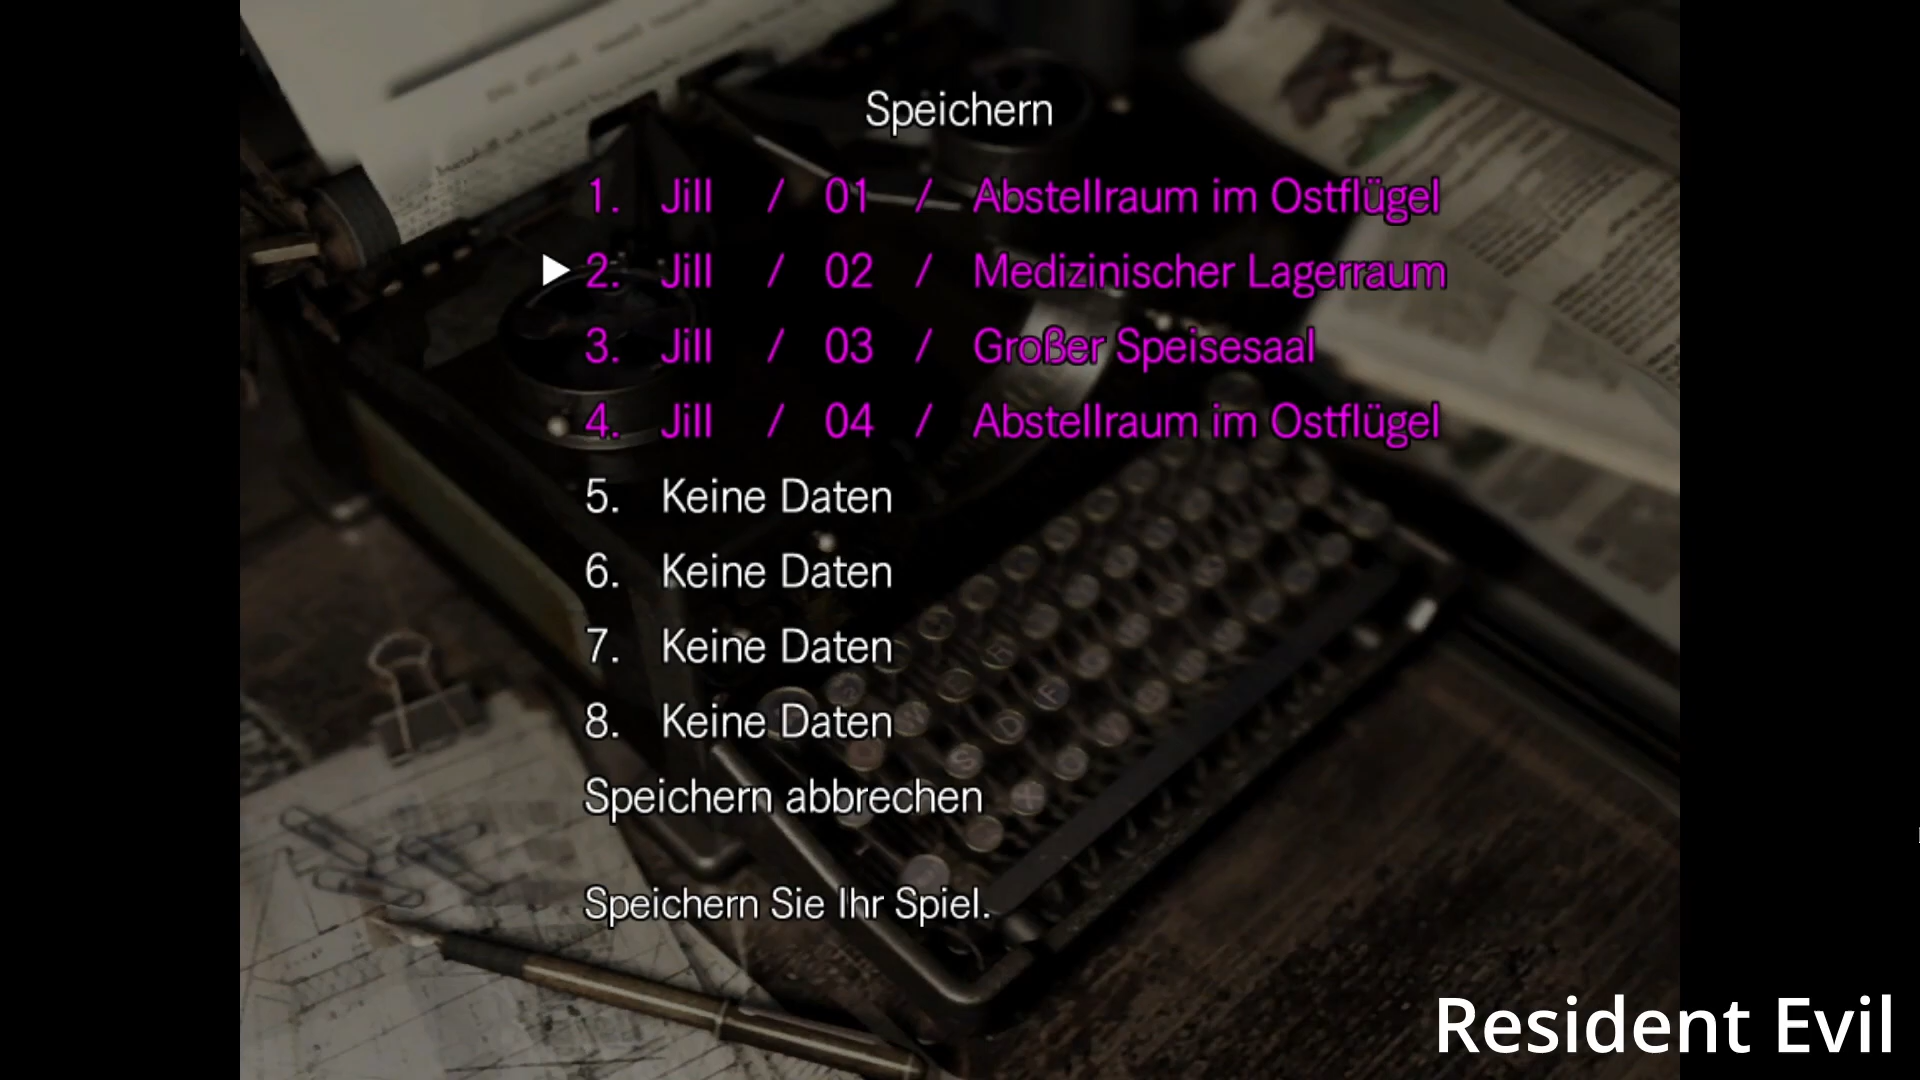 Speichern
1. Jill / 01 / Abstellraum im Ostflügel
2. Jill / 02 / Medizinischer Lagerraum
3. Jill / 03 / Großer Speisesaal
4. Jill / 04 / Abstellraum im Ostflügel
5. Keine Daten
6. Keine Daten
7. Keine Daten
8. Keine Daten
Speichern abbrechen
Speichern Sie Ihr Spiel.
Resident Evil